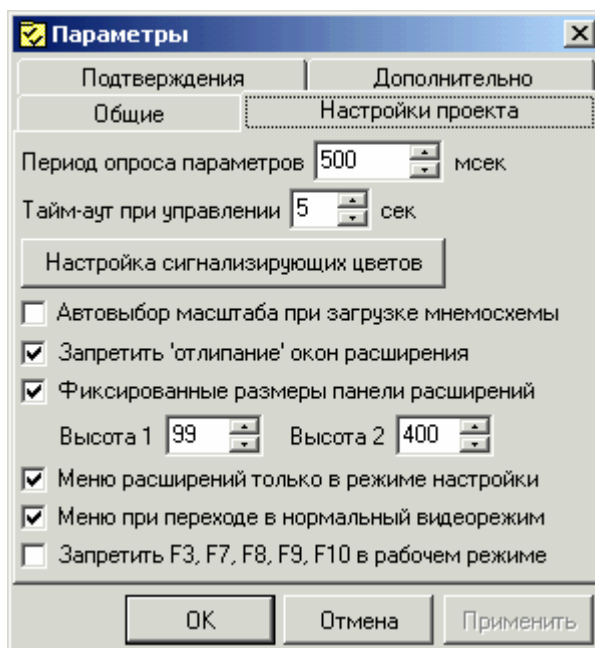 Параметры
Подтверждения Дополнительно
Общие Настройки проекта
Период опроса параметров 500 мсек
Тайм-аут при управлении 5 сек
Настройка сигнализирующих цветов
Автовыбор масштаба при загрузке мнемосхемы
Запретить 'отлипание' окон расширения
Фиксированные размеры панели расширений
Высота 1 99 Высота 2 400
Меню расширений только в режиме настройки
Меню при переходе в нормальный видеорежим
Запретить F3, F7, F8, F9, F10 в рабочем режиме
OK Отмена Применить